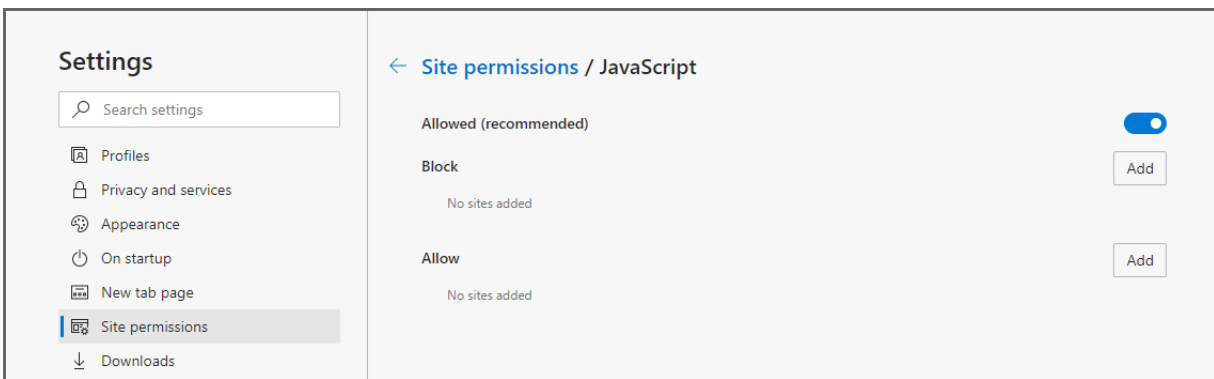 Settings
Search settings
Profiles
Privacy and services
Appearance
On startup
New tab page
Site permissions
Downloads
Site permissions / JavaScript
Allowed (recommended)
Block
Add
No sites added
Allow
Add
No sites added